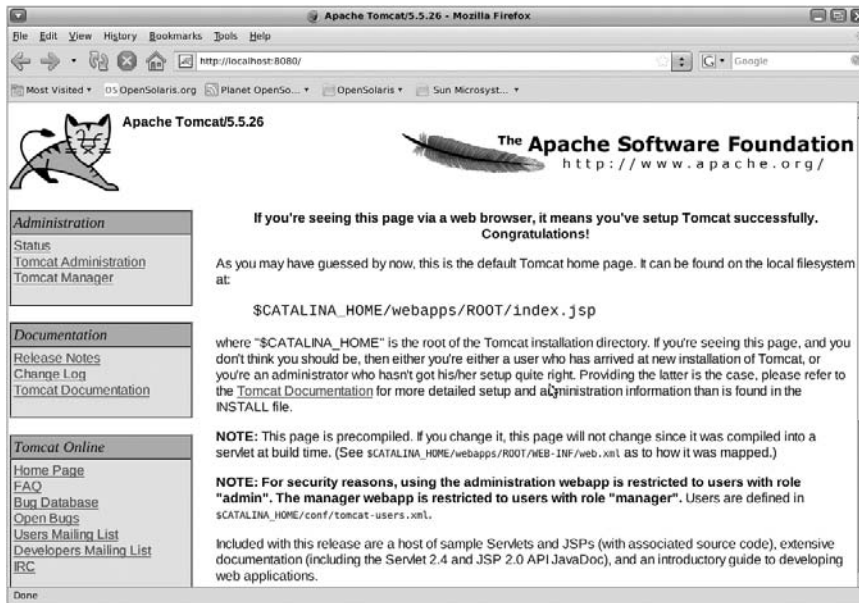 Apache Tomcat/5.5.26 - Mozilla Firefox
File Edit View History Bookmarks Tools Help
http://localhost:8080/
G Google
Most Visited OS OpenSolaris.org Planet OpenSo... OpenSolaris Sun Microsyst...
Apache Tomcat/5.5.26
The Apache Software Foundation
http://www.apache.org/
Administration
Status
Tomcat Administration
Tomcat Manager
Documentation
Release Notes
Change Log
Tomcat Documentation
Tomcat Online
Home Page
FAQ
Bug Database
Open Bugs
Users Mailing List
Developers Mailing List
IRC
If you're seeing this page via a web browser, it means you've setup Tomcat successfully.
Congratulations!
As you may have guessed by now, this is the default Tomcat home page. It can be found on the local filesystem
at:
$CATALINA_HOME/webapps/ROOT/index.jsp
where "$CATALINA_HOME" is the root of the Tomcat installation directory. If you're seeing this page, and you
don't think you should be, then either you're either a user who has arrived at new installation of Tomcat, or
you're an administrator who hasn't got his/her setup quite right. Providing the latter is the case, please refer to
the Tomcat Documentation for more detailed setup and administration information than is found in the
INSTALL file.
NOTE: This page is precompiled. If you change it, this page will not change since it was compiled into a
servlet at build time. (See $CATALINA_HOME/webapps/ROOT/WEB-INF/web.xml as to how it was mapped.)
NOTE: For security reasons, using the administration webapp is restricted to users with role
"admin". The manager webapp is restricted to users with role "manager". Users are defined in
$CATALINA_HOME/conf/tomcat-users.xml.
Included with this release are a host of sample Servlets and JSPs (with associated source code), extensive
documentation (including the Servlet 2.4 and JSP 2.0 API JavaDoc), and an introductory guide to developing
web applications.
Done